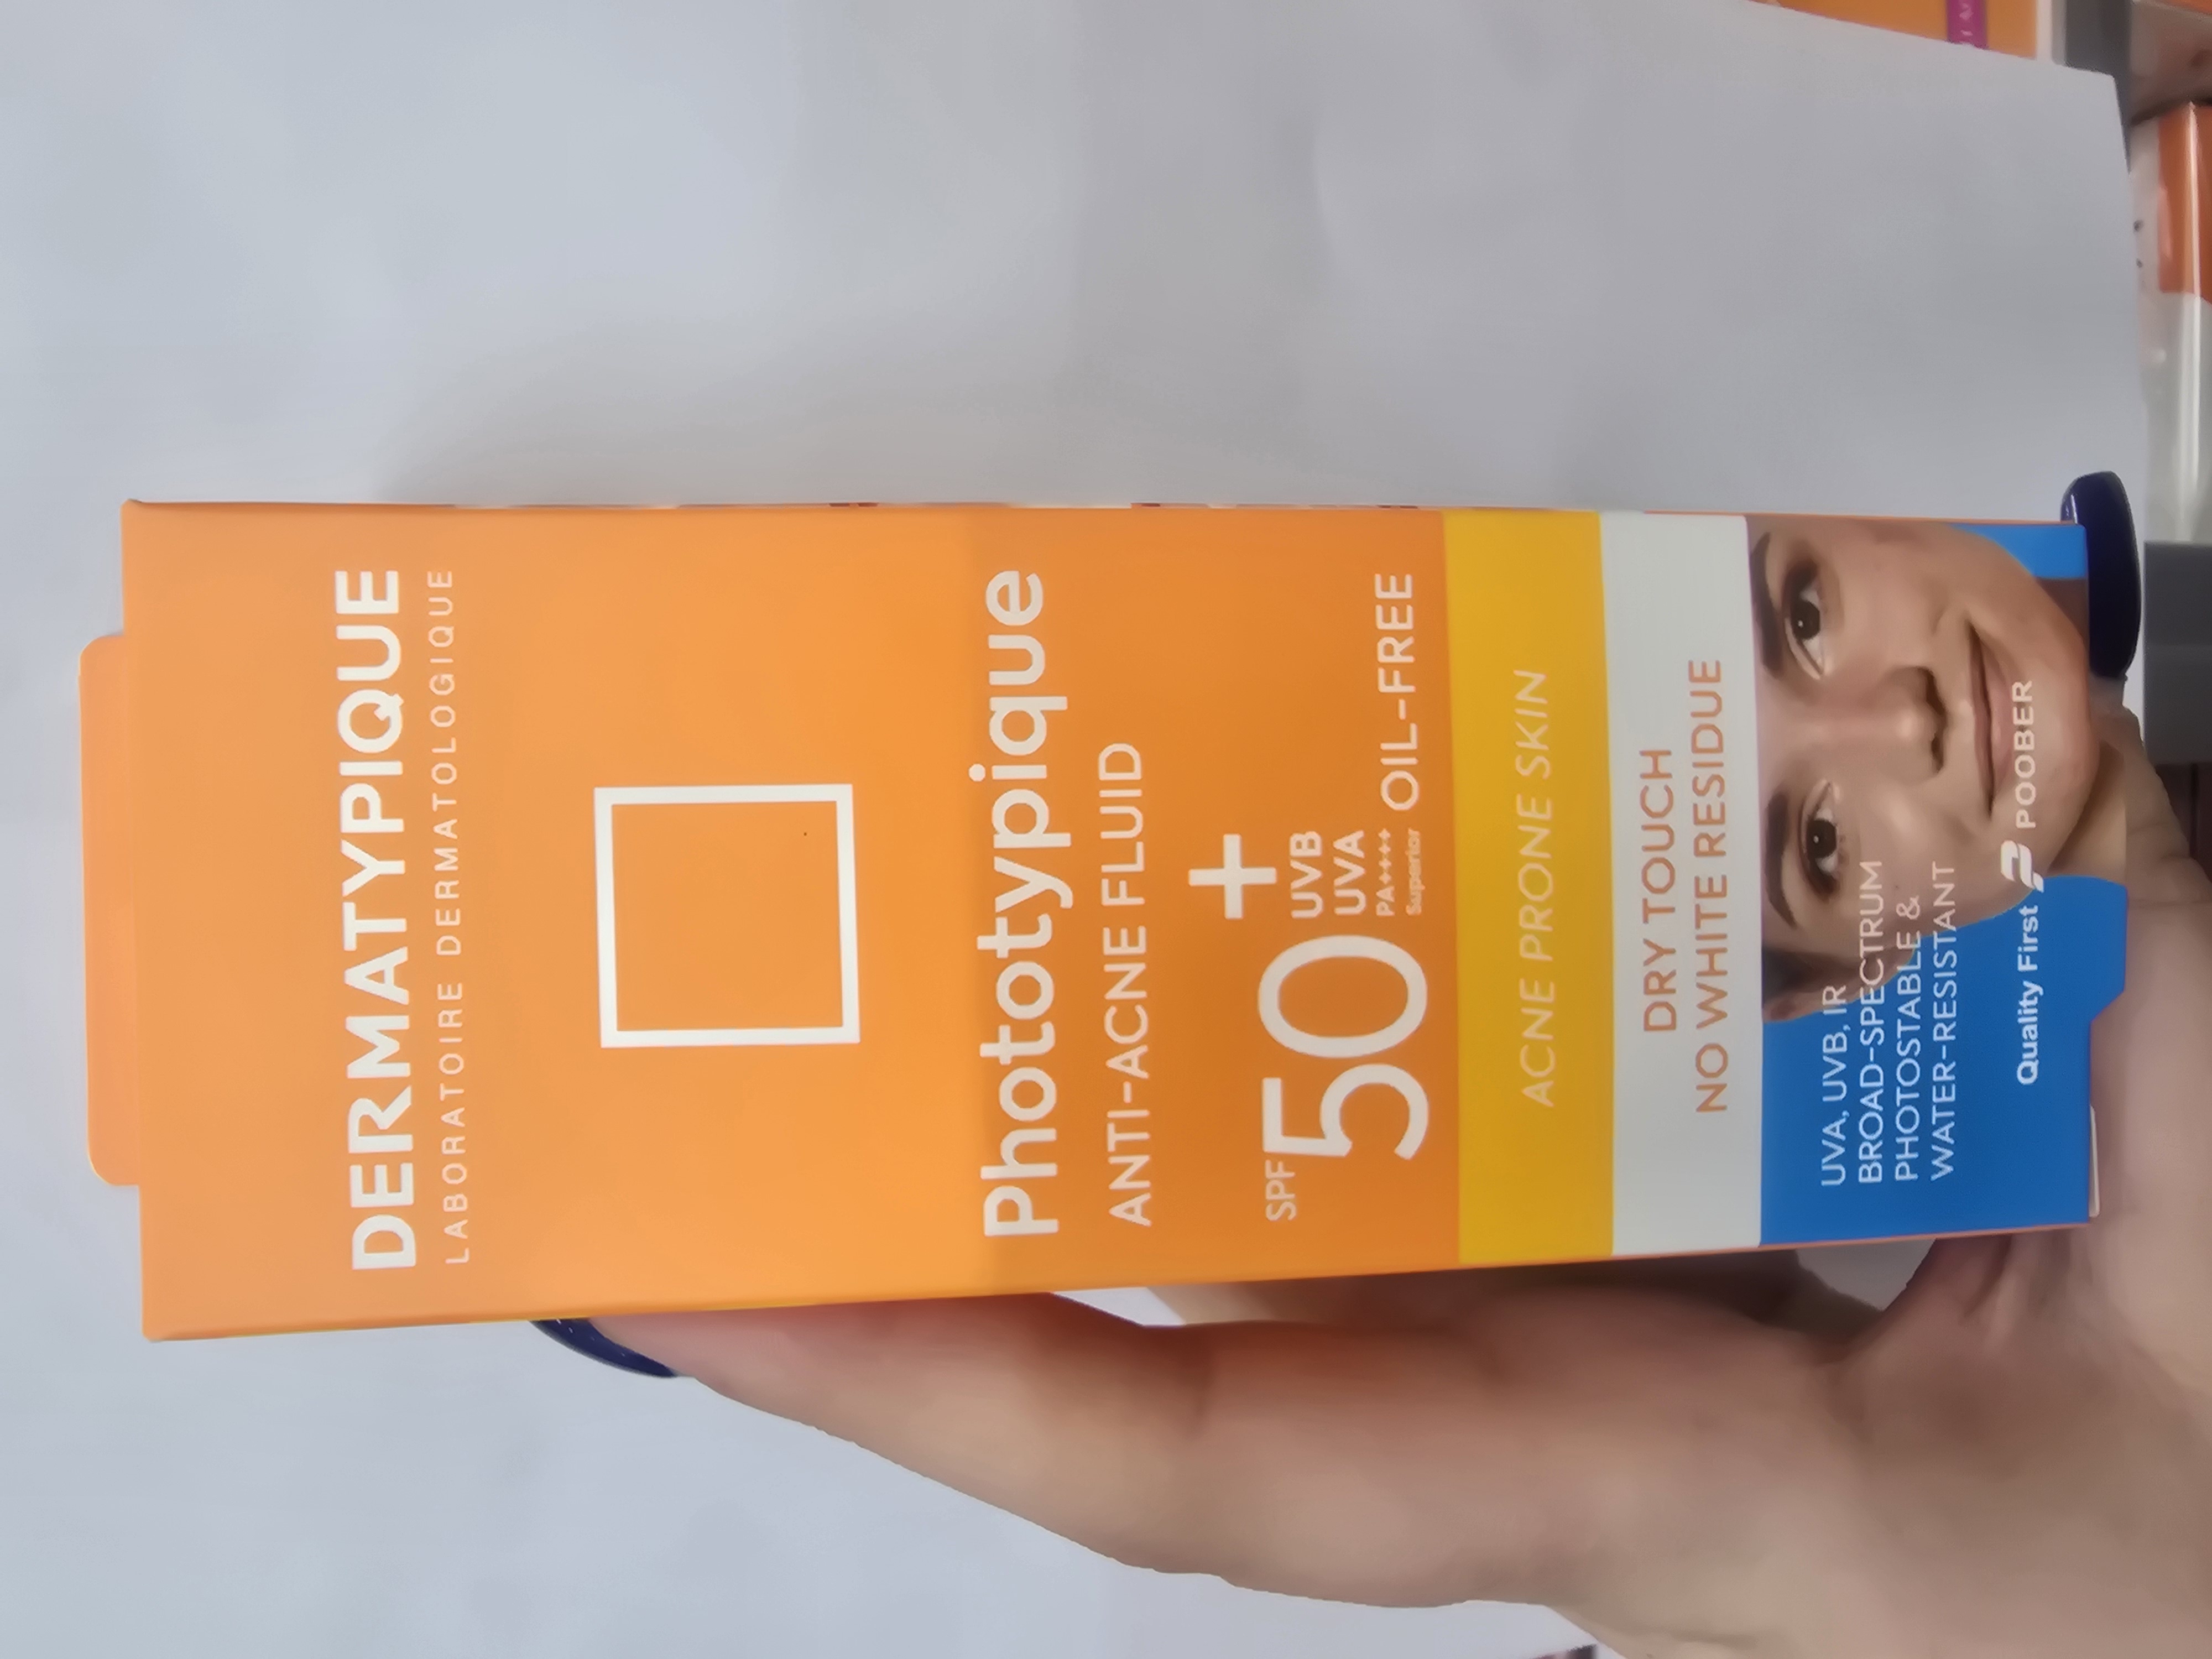 DERMATYPIQUE
LABORATOIRE DERMATOLOGIQUE
Phototypique
ANTI-ACNE FLUID
SPF 50+
UVB
UVA
PA++++
Superior
OIL-FREE
ACNE PRONE SKIN
DRY TOUCH
NO WHITE RESIDUE
UVA, UVB, IR
BROAD-SPECTRUM
PHOTOSTABLE &
WATER-RESISTANT
Quality First POOBER